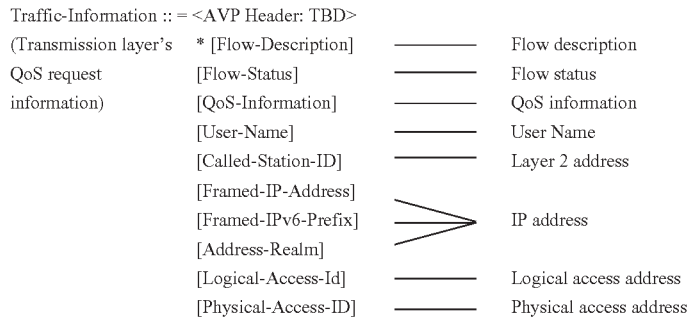 Traffic-Information :: = <AVP Header: TBD>
(Transmission layer's * [Flow-Description] Flow description
QoS request [Flow-Status] Flow status
information) [QoS-Information] QoS information
[User-Name] User Name
[Called-Station-ID] Layer 2 address
[Framed-IP-Address]
[Framed-IPv6-Prefix] IP address
[Address-Realm]
[Logical-Access-Id] Logical access address
[Physical-Access-ID] Physical access address